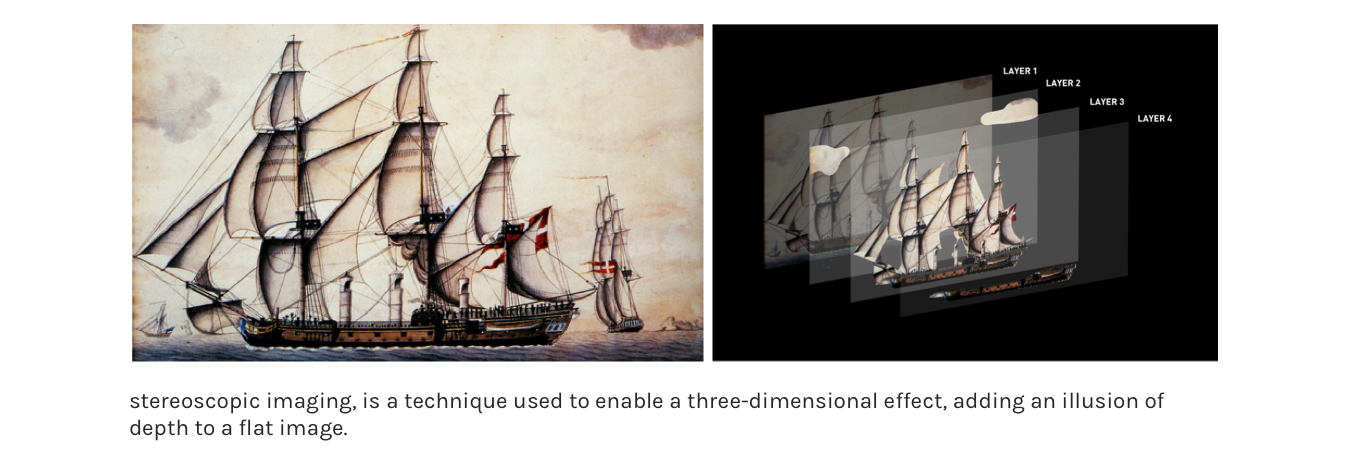 LAYER 1
LAYER 2
LAYER 3
LAYER 4
stereoscopic imaging, is a technique used to enable a three-dimensional effect, adding an illusion of
depth to a flat image.